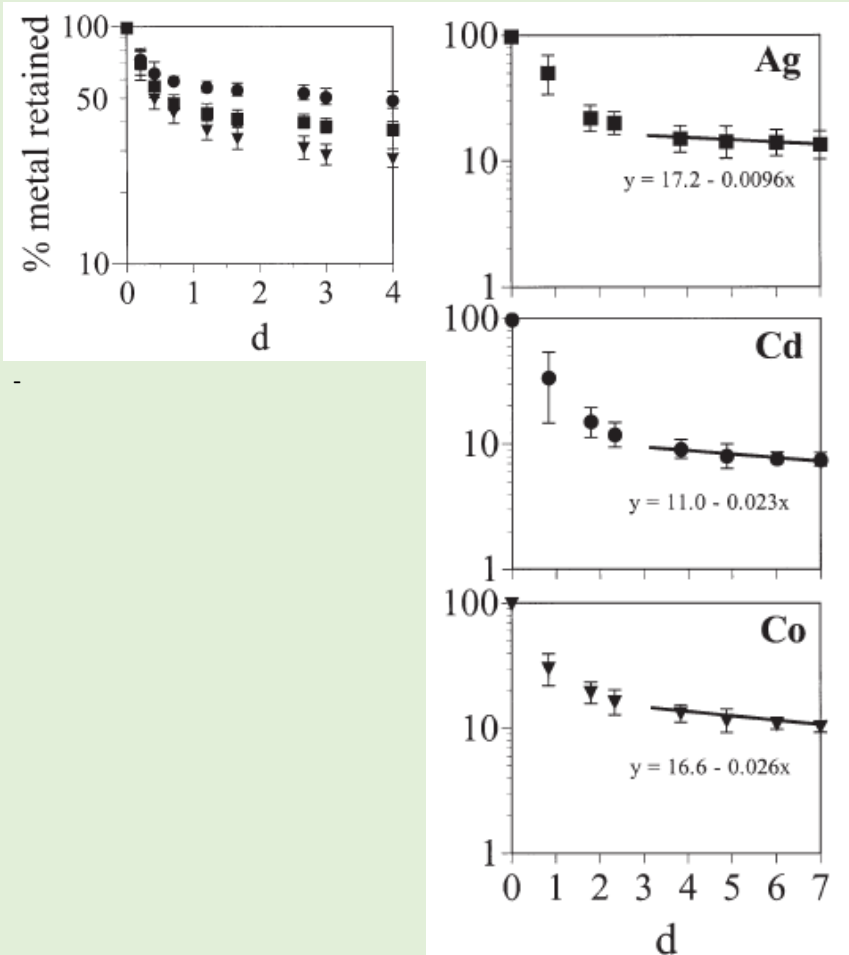 % metal retained
100
50
10
0 1 2 3 4
d
-
100
Ag
10
y = 17.2 - 0.0096x
1
100
Cd
10
y = 11.0 - 0.023x
1
100
Co
10
y = 16.6 - 0.026x
1
0 1 2 3 4 5 6 7
d